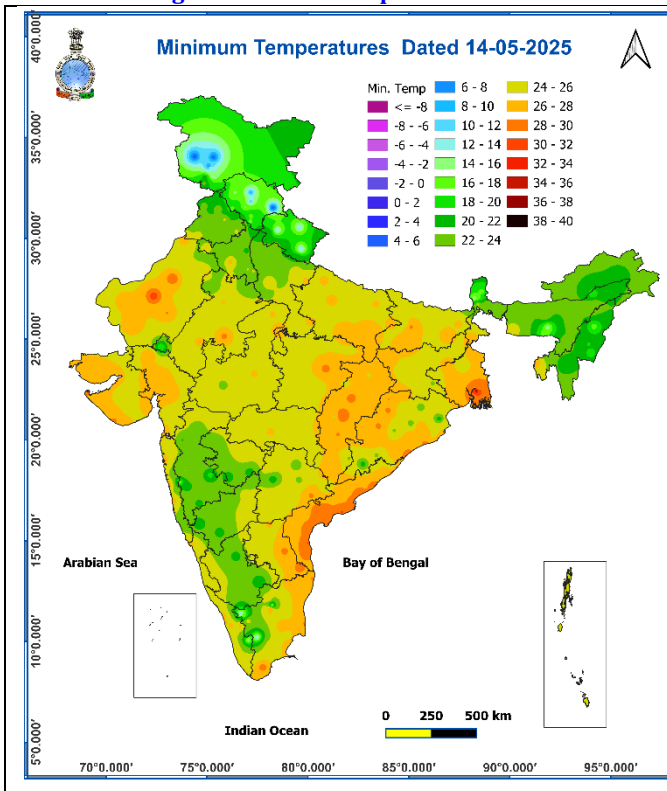 Minimum Temperatures Dated 14-05-2025
Min. Temp
<= -8
-8 - -6
-6 - -4
-4 - -2
-2 - 0
0 - 2
2 - 4
4 - 6
6 - 8
8 - 10
10 - 12
12 - 14
14 - 16
16 - 18
18 - 20
20 - 22
22 - 24
24 - 26
26 - 28
28 - 30
30 - 32
32 - 34
34 - 36
36 - 38
38 - 40
40°0.000'
35°0.000'
30°0.000'
25°0.000'
20°0.000'
15°0.000'
10°0.000'
5°0.000'
Arabian Sea
Bay of Bengal
Indian Ocean
0 250 500 km
70°0.000' 75°0.000' 80°0.000' 85°0.000' 90°0.000' 95°0.000'